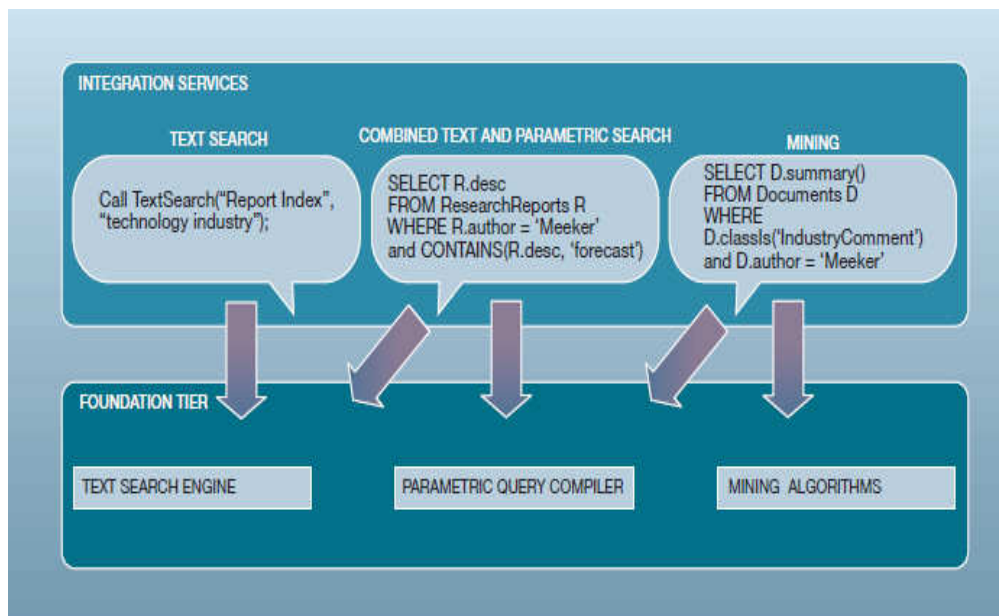 INTEGRATION SERVICES
TEXT SEARCH
Call TextSearch(“Report Index”,
“technology industry”);
COMBINED TEXT AND PARAMETRIC SEARCH
SELECT R.desc
FROM ResearchReports R
WHERE R.author = ‘Meeker’
and CONTAINS(R.desc, ‘forecast’)
MINING
SELECT D.summary()
FROM Documents D
WHERE
D.classIs(‘IndustryComment’)
and D.author = ‘Meeker’
FOUNDATION TIER
TEXT SEARCH ENGINE
PARAMETRIC QUERY COMPILER
MINING ALGORITHMS